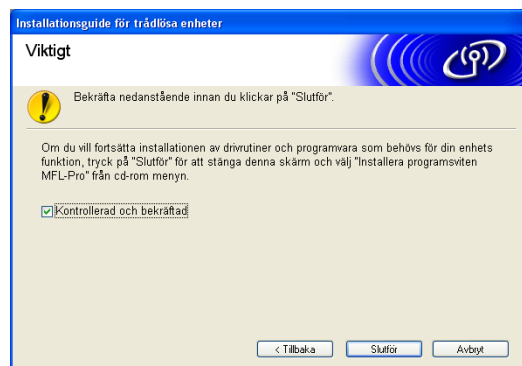 Installationsguide för trådlösa enheter
Viktigt
Bekräfta nedanstående innan du klickar på "Slutför".
Om du vill fortsätta installationen av drivrutiner och programvara som behövs för din enhets
funktion, tryck på "Slutför" för att stänga denna skärm och välj "Installera programsviten
MFL-Pro" från cd-rom menyn.
Kontrollerad och bekräftad
< Tillbaka
Slutför
Avbryt